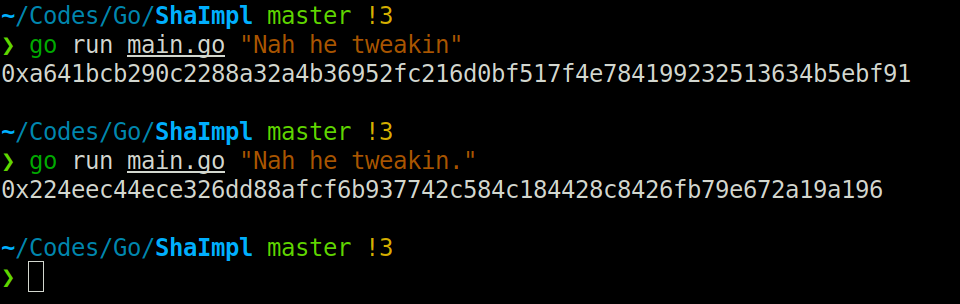 ~/Codes/Go/ShaImpl master !3
❯ go run main.go "Nah he tweakin"
0xa641bcb290c2288a32a4b36952fc216d0bf517f4e784199232513634b5ebf91
~/Codes/Go/ShaImpl master !3
❯ go run main.go "Nah he tweakin."
0x224eec44ece326dd88afcf6b937742c584c184428c8426fb79e672a19a196
~/Codes/Go/ShaImpl master !3
❯